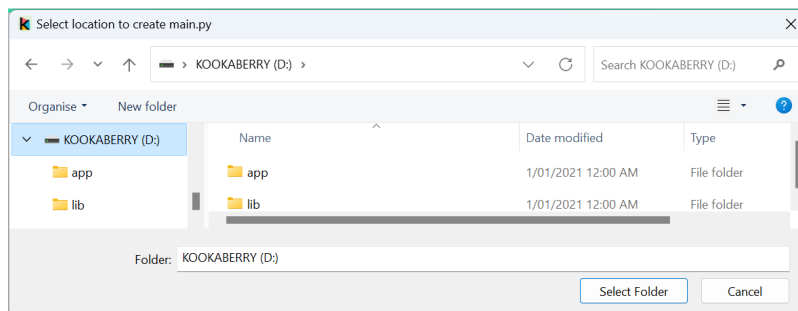 Select location to create main.py
KOOKABERRY (D:)
Search KOOKABERRY (D:)
Organise New folder
KOOKABERRY (D:) Name Date modified Type
app app 1/01/2021 12:00 AM File folder
lib lib 1/01/2021 12:00 AM File folder
Folder: KOOKABERRY (D:)
Select Folder Cancel